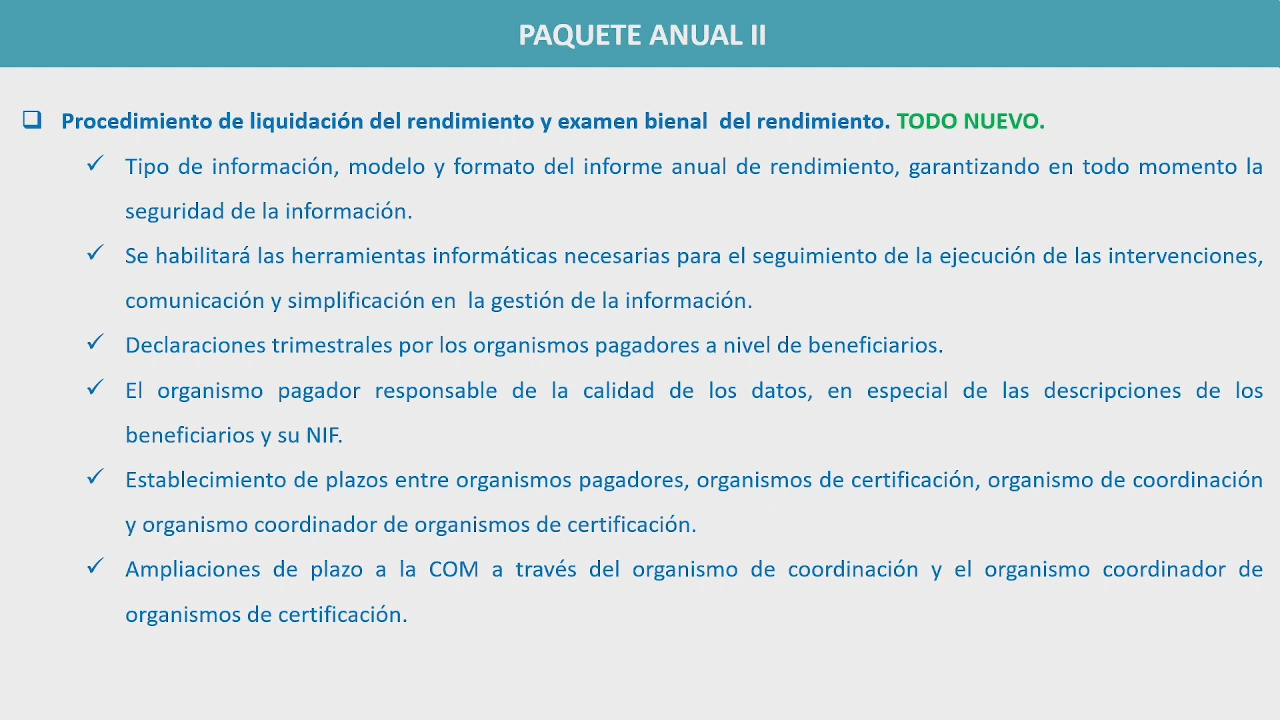 PAQUETE ANUAL II
Procedimiento de liquidación del rendimiento y examen bienal del rendimiento. TODO NUEVO.
Tipo de información, modelo y formato del informe anual de rendimiento, garantizando en todo momento la
seguridad de la información.
Se habilitará las herramientas informáticas necesarias para el seguimiento de la ejecución de las intervenciones,
comunicación y simplificación en la gestión de la información.
Declaraciones trimestrales por los organismos pagadores a nivel de beneficiarios.
El organismo pagador responsable de la calidad de los datos, en especial de las descripciones de los
beneficiarios y su NIF.
Establecimiento de plazos entre organismos pagadores, organismos de certificación, organismo de coordinación
y organismo coordinador de organismos de certificación.
Ampliaciones de plazo a la COM a través del organismo de coordinación y el organismo coordinador de
organismos de certificación.